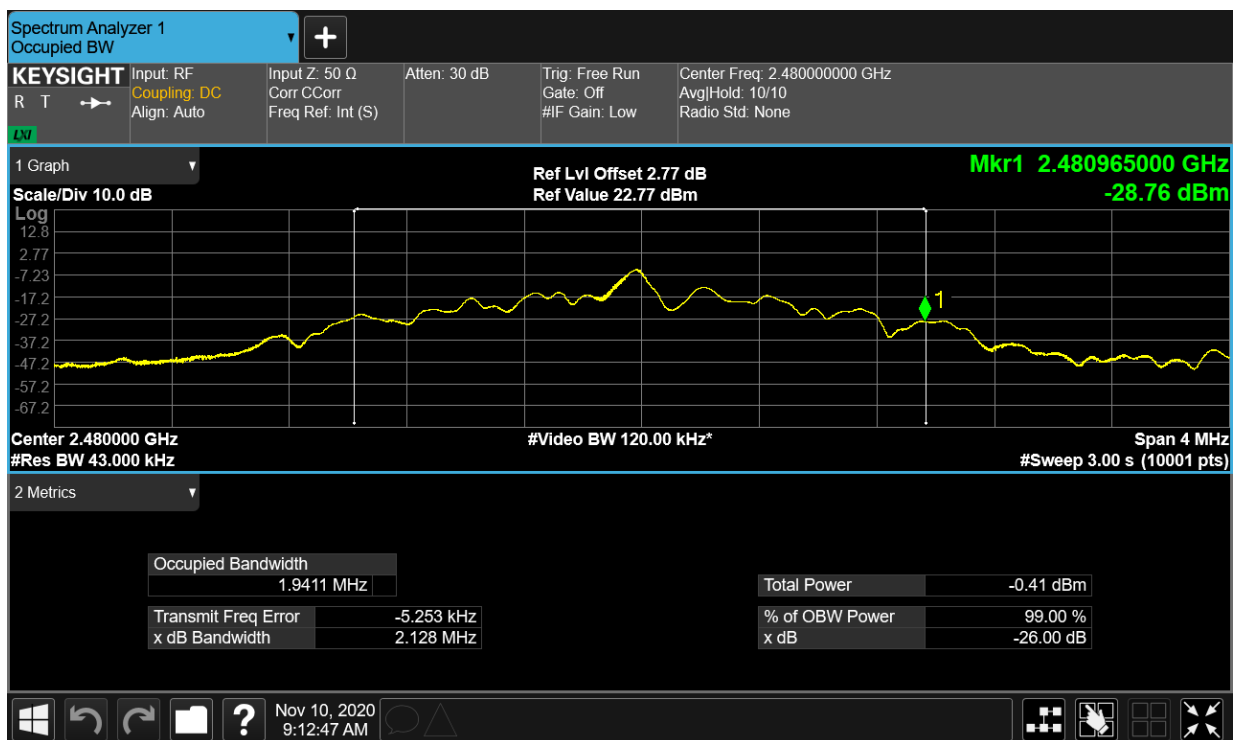 Spectrum Analyzer 1
Occupied BW
KEYSIGHT
R T
LXI
Input: RF
Coupling: DC
Align: Auto
Input Z: 50 Ω
Corr CCorr
Freq Ref: Int (S)
Atten: 30 dB
Trig: Free Run
Gate: Off
#IF Gain: Low
Center Freq: 2.480000000 GHz
Avg|Hold: 10/10
Radio Std: None
1 Graph
Scale/Div 10.0 dB
Ref Lvl Offset 2.77 dB
Ref Value 22.77 dBm
Mkr1 2.480965000 GHz
-28.76 dBm
Log
12.8
2.77
-7.23
-17.2
-27.2
-37.2
-47.2
-57.2
-67.2
1
Center 2.480000 GHz
#Video BW 120.00 kHz*
Span 4 MHz
#Res BW 43.000 kHz
#Sweep 3.00 s (10001 pts)
2 Metrics
Occupied Bandwidth
1.9411 MHz
Total Power -0.41 dBm
Transmit Freq Error -5.253 kHz
% of OBW Power 99.00 %
x dB Bandwidth 2.128 MHz
x dB -26.00 dB
?
Nov 10, 2020
9:12:47 AM